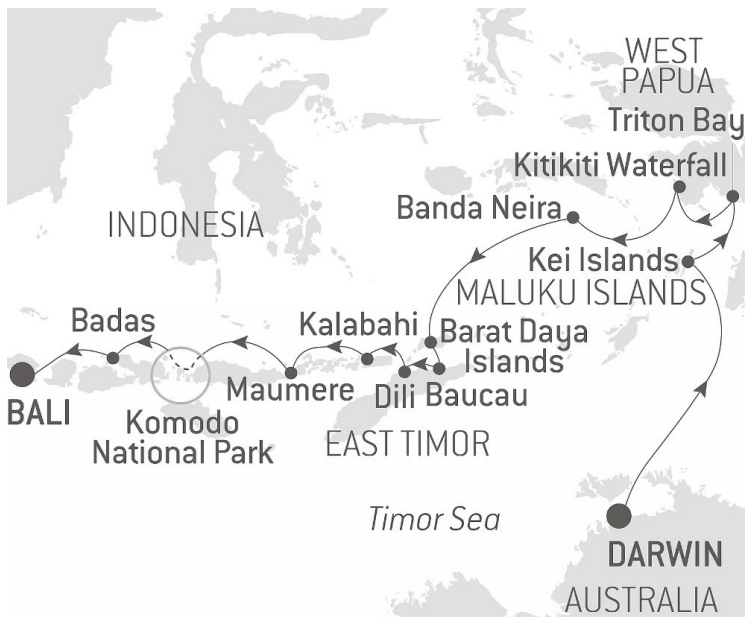 WEST
PAPUA
Triton Bay
Kitikiti Waterfall
Banda Neira
INDONESIA
Kei Islands
MALUKU ISLANDS
Badas
Kalabahi
Barat Daya
Islands
Maumere
Dili
Baucau
BALI
Komodo
National Park
EAST TIMOR
Timor Sea
DARWIN
AUSTRALIA